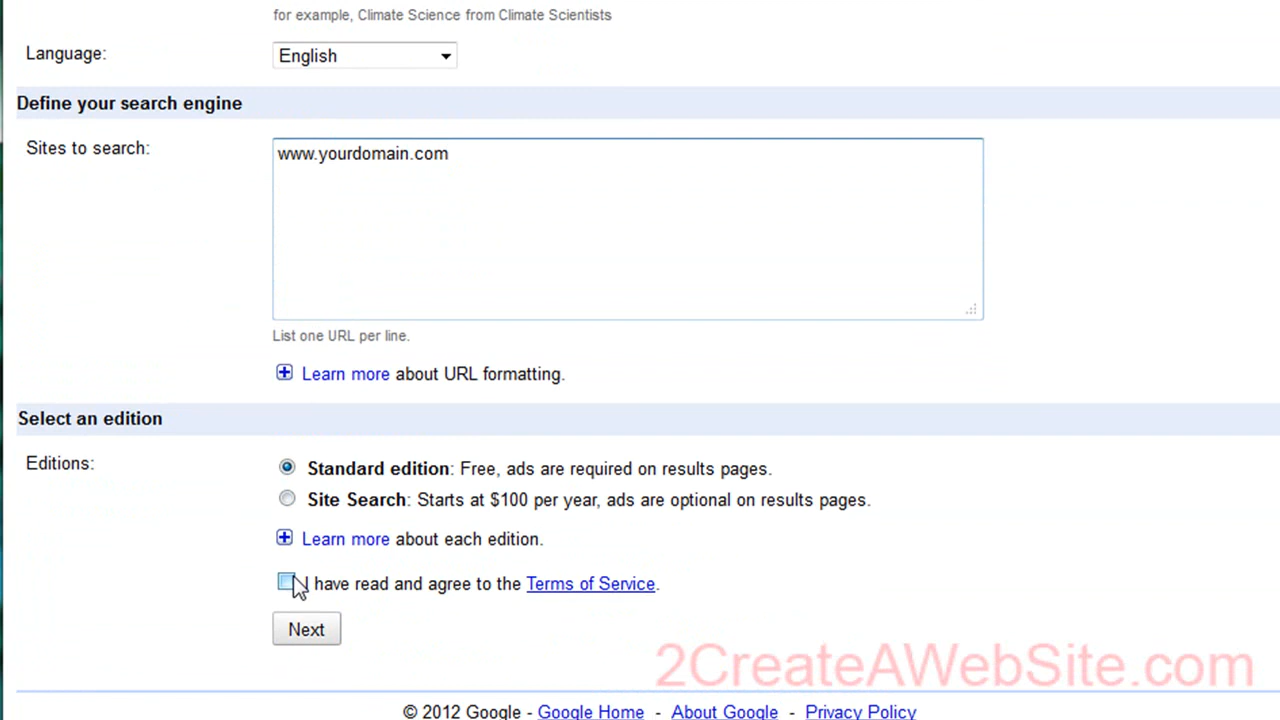 for example, Climate Science from Climate Scientists
Language:
English
Define your search engine
Sites to search:
www.yourdomain.com
List one URL per line.
Learn more about URL formatting.
Select an edition
Editions:
Standard edition: Free, ads are required on results pages.
Site Search: Starts at $100 per year, ads are optional on results pages.
Learn more about each edition.
I have read and agree to the Terms of Service.
Next
2CreateAWebSite.com
© 2012 Google - Google Home - About Google - Privacy Policy